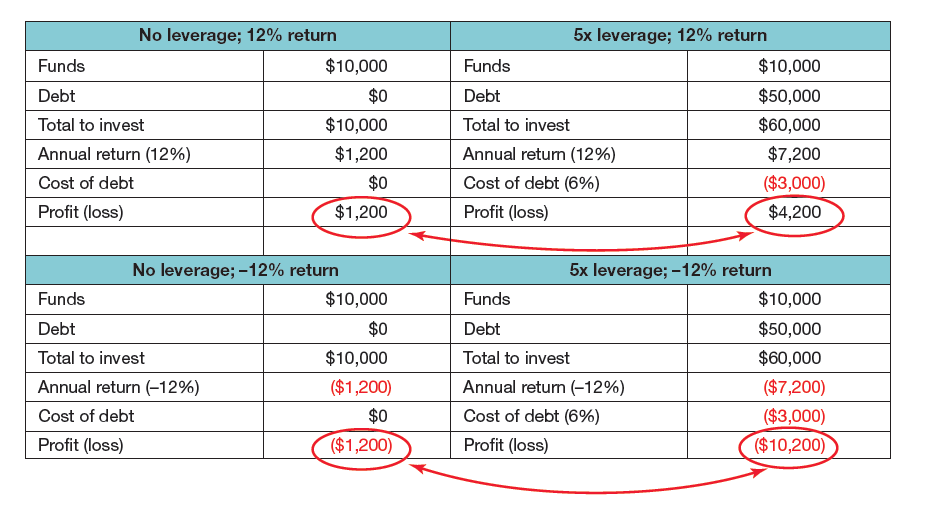 No leverage; 12% return 5x leverage; 12% return
Funds $10,000 Funds $10,000
Debt $0 Debt $50,000
Total to invest $10,000 Total to invest $60,000
Annual return (12%) $1,200 Annual return (12%) $7,200
Cost of debt $0 Cost of debt (6%) ($3,000)
Profit (loss) $1,200 Profit (loss) $4,200
No leverage; –12% return 5x leverage; –12% return
Funds $10,000 Funds $10,000
Debt $0 Debt $50,000
Total to invest $10,000 Total to invest $60,000
Annual return (–12%) ($1,200) Annual return (–12%) ($7,200)
Cost of debt $0 Cost of debt (6%) ($3,000)
Profit (loss) ($1,200) Profit (loss) ($10,200)